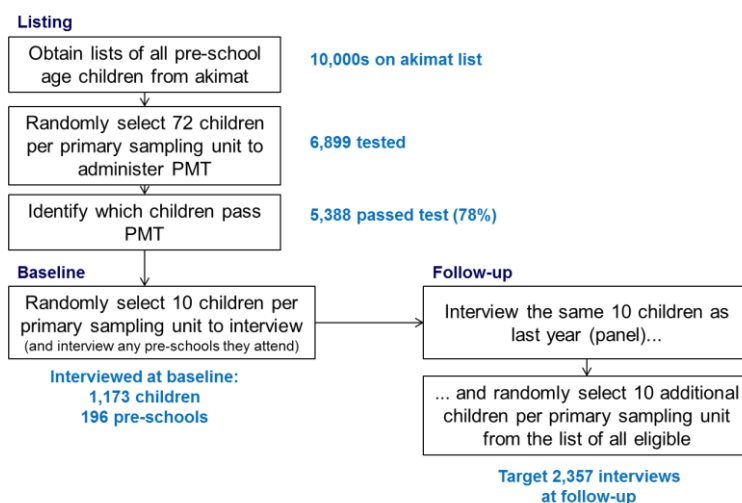 Listing
Obtain lists of all pre-school
age children from akimat
10,000s on akimat list
Randomly select 72 children
per primary sampling unit to
administer PMT
6,899 tested
Identify which children pass
PMT
5,388 passed test (78%)
Baseline
Randomly select 10 children per
primary sampling unit to interview
(and interview any pre-schools they attend)
Interviewed at baseline:
1,173 children
196 pre-schools
Follow-up
Interview the same 10 children as
last year (panel)...
... and randomly select 10 additional
children per primary sampling unit
from the list of all eligible
Target 2,357 interviews
at follow-up